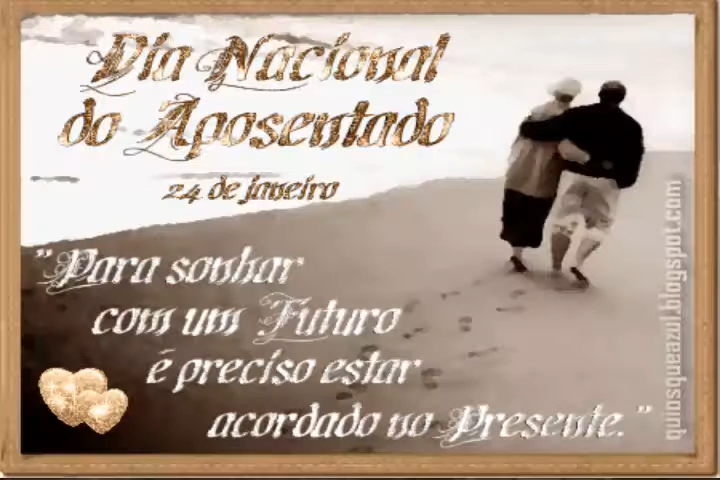 Dia Nacional
do Aposentado
24 de janeiro
"Para sonhar
com um Futuro
é preciso estar
acordado no Presente."
quiosqueazul.blogspot.com